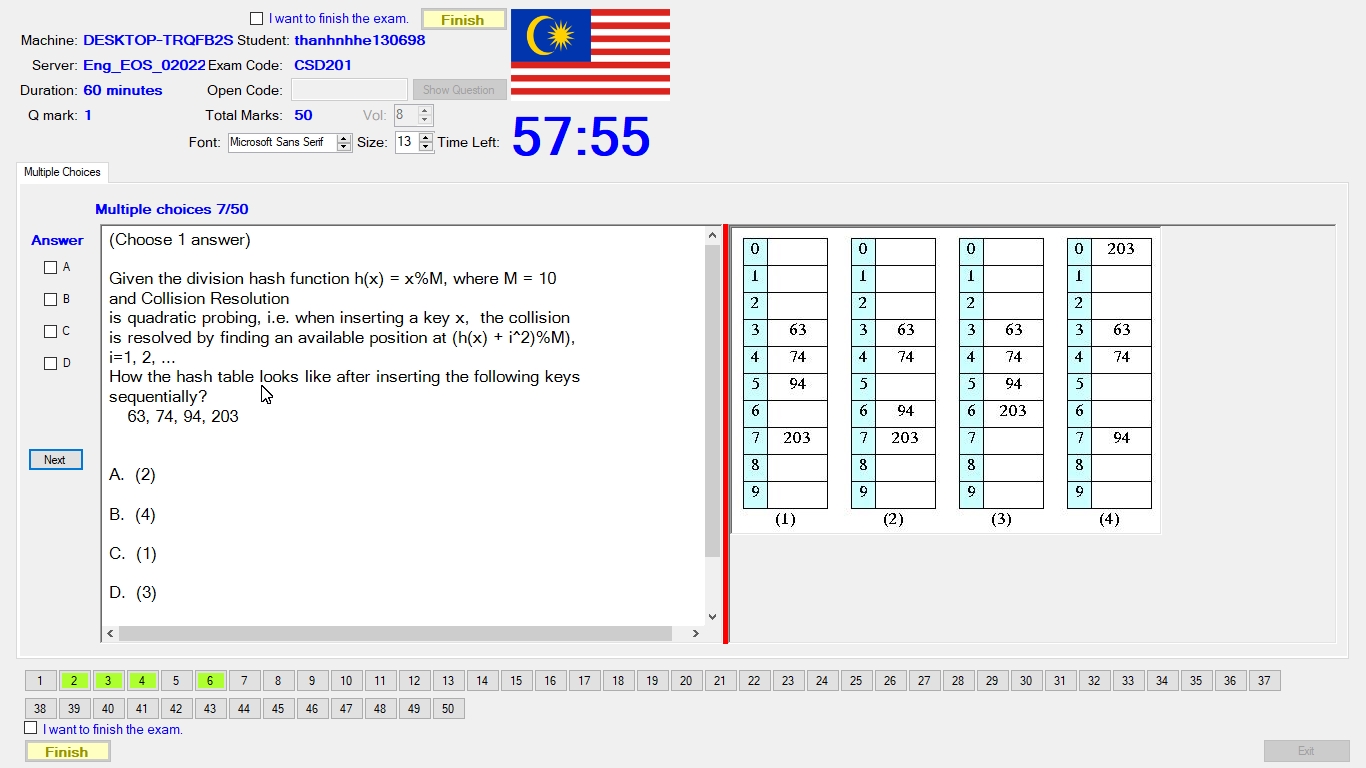 I want to finish the exam.
Finish
Machine: DESKTOP-TRQFB2S Student: thanhnhhe130698
Server: Eng_EOS_02022 Exam Code: CSD201
Duration: 60 minutes Open Code: Show Question
Q mark: 1 Total Marks: 50 Vol: 8
Font: Microsoft Sans Serif Size: 13 Time Left: 57:55
Multiple Choices
Multiple choices 7/50
Answer
A
B
C
D
Next
(Choose 1 answer)
Given the division hash function h(x) = x%M, where M = 10
and Collision Resolution
is quadratic probing, i.e. when inserting a key x, the collision
is resolved by finding an available position at (h(x) + i^2)%M),
i=1, 2, ...
How the hash table looks like after inserting the following keys
sequentially?
63, 74, 94, 203
A. (2)
B. (4)
C. (1)
D. (3)
0 0 0 0 203
1 1 1 1
2 2 2 2
3 63 3 63 3 63 3 63
4 74 4 74 4 74 4 74
5 94 5 5 94 5
6 6 94 6 203 6
7 203 7 203 7 7 94
8 8 8 8
9 9 9 9
(1) (2) (3) (4)
1 2 3 4 5 6 7 8 9 10 11 12 13 14 15 16 17 18 19 20 21 22 23 24 25 26 27 28 29 30 31 32 33 34 35 36 37
38 39 40 41 42 43 44 45 46 47 48 49 50
I want to finish the exam.
Finish
Exit